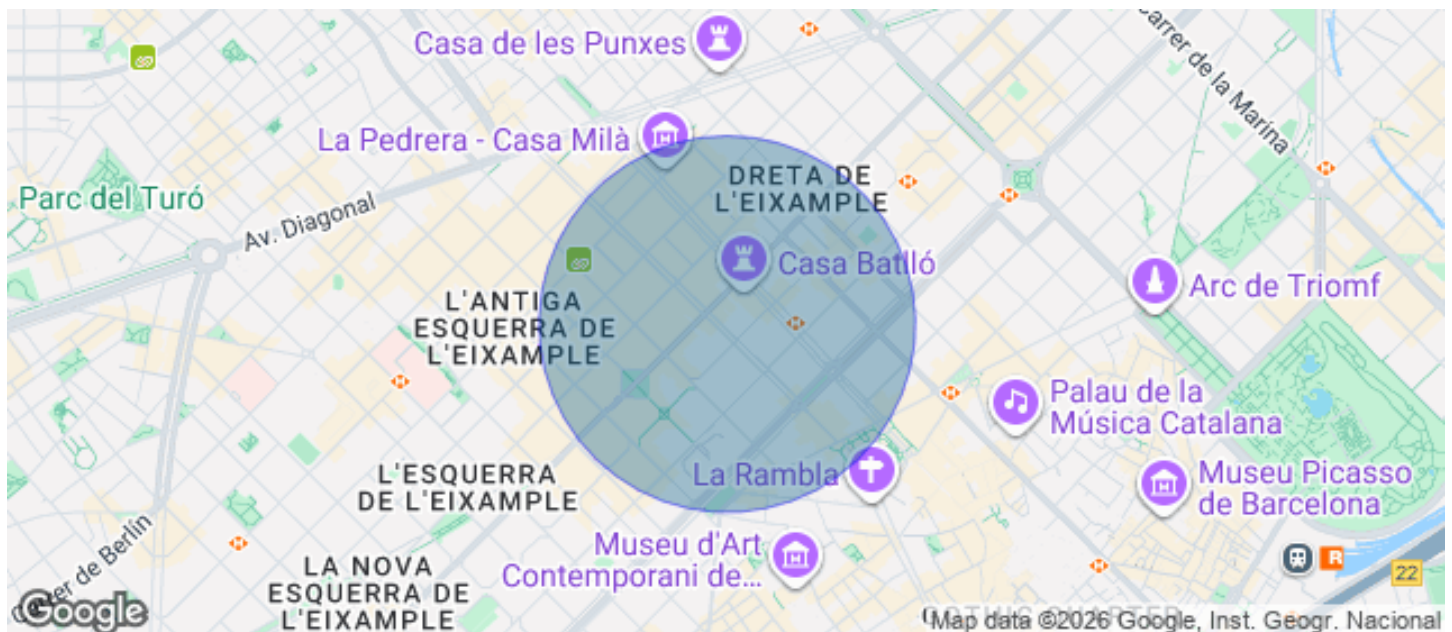 Casa de les Punxes
Carrer de la Marina
La Pedrera - Casa Milà
DRETA DE
L'EIXAMPLE
Parc del Turó
Av. Diagonal
Casa Batlló
Arc de Triomf
L'ANTIGA
ESQUERRA DE
L'EIXAMPLE
Palau de la
Música Catalana
La Rambla
L'ESQUERRA
DE L'EIXAMPLE
Museu Picasso
de Barcelona
Museu d'Art
Contemporani de...
Carrer de Berlín
LA NOVA
ESQUERRA DE
L'EIXAMPLE
R
22
Google
Map data ©2026 Google, Inst. Geogr. Nacional